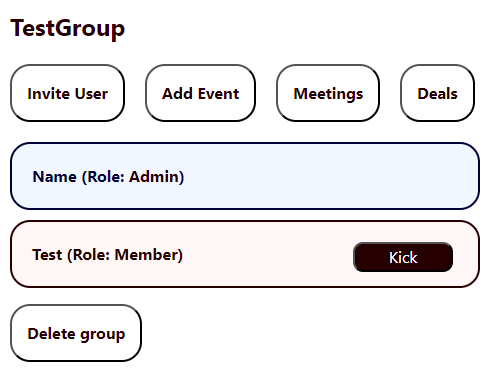 TestGroup
Invite User Add Event Meetings Deals
Name (Role: Admin)
Test (Role: Member) Kick
Delete group